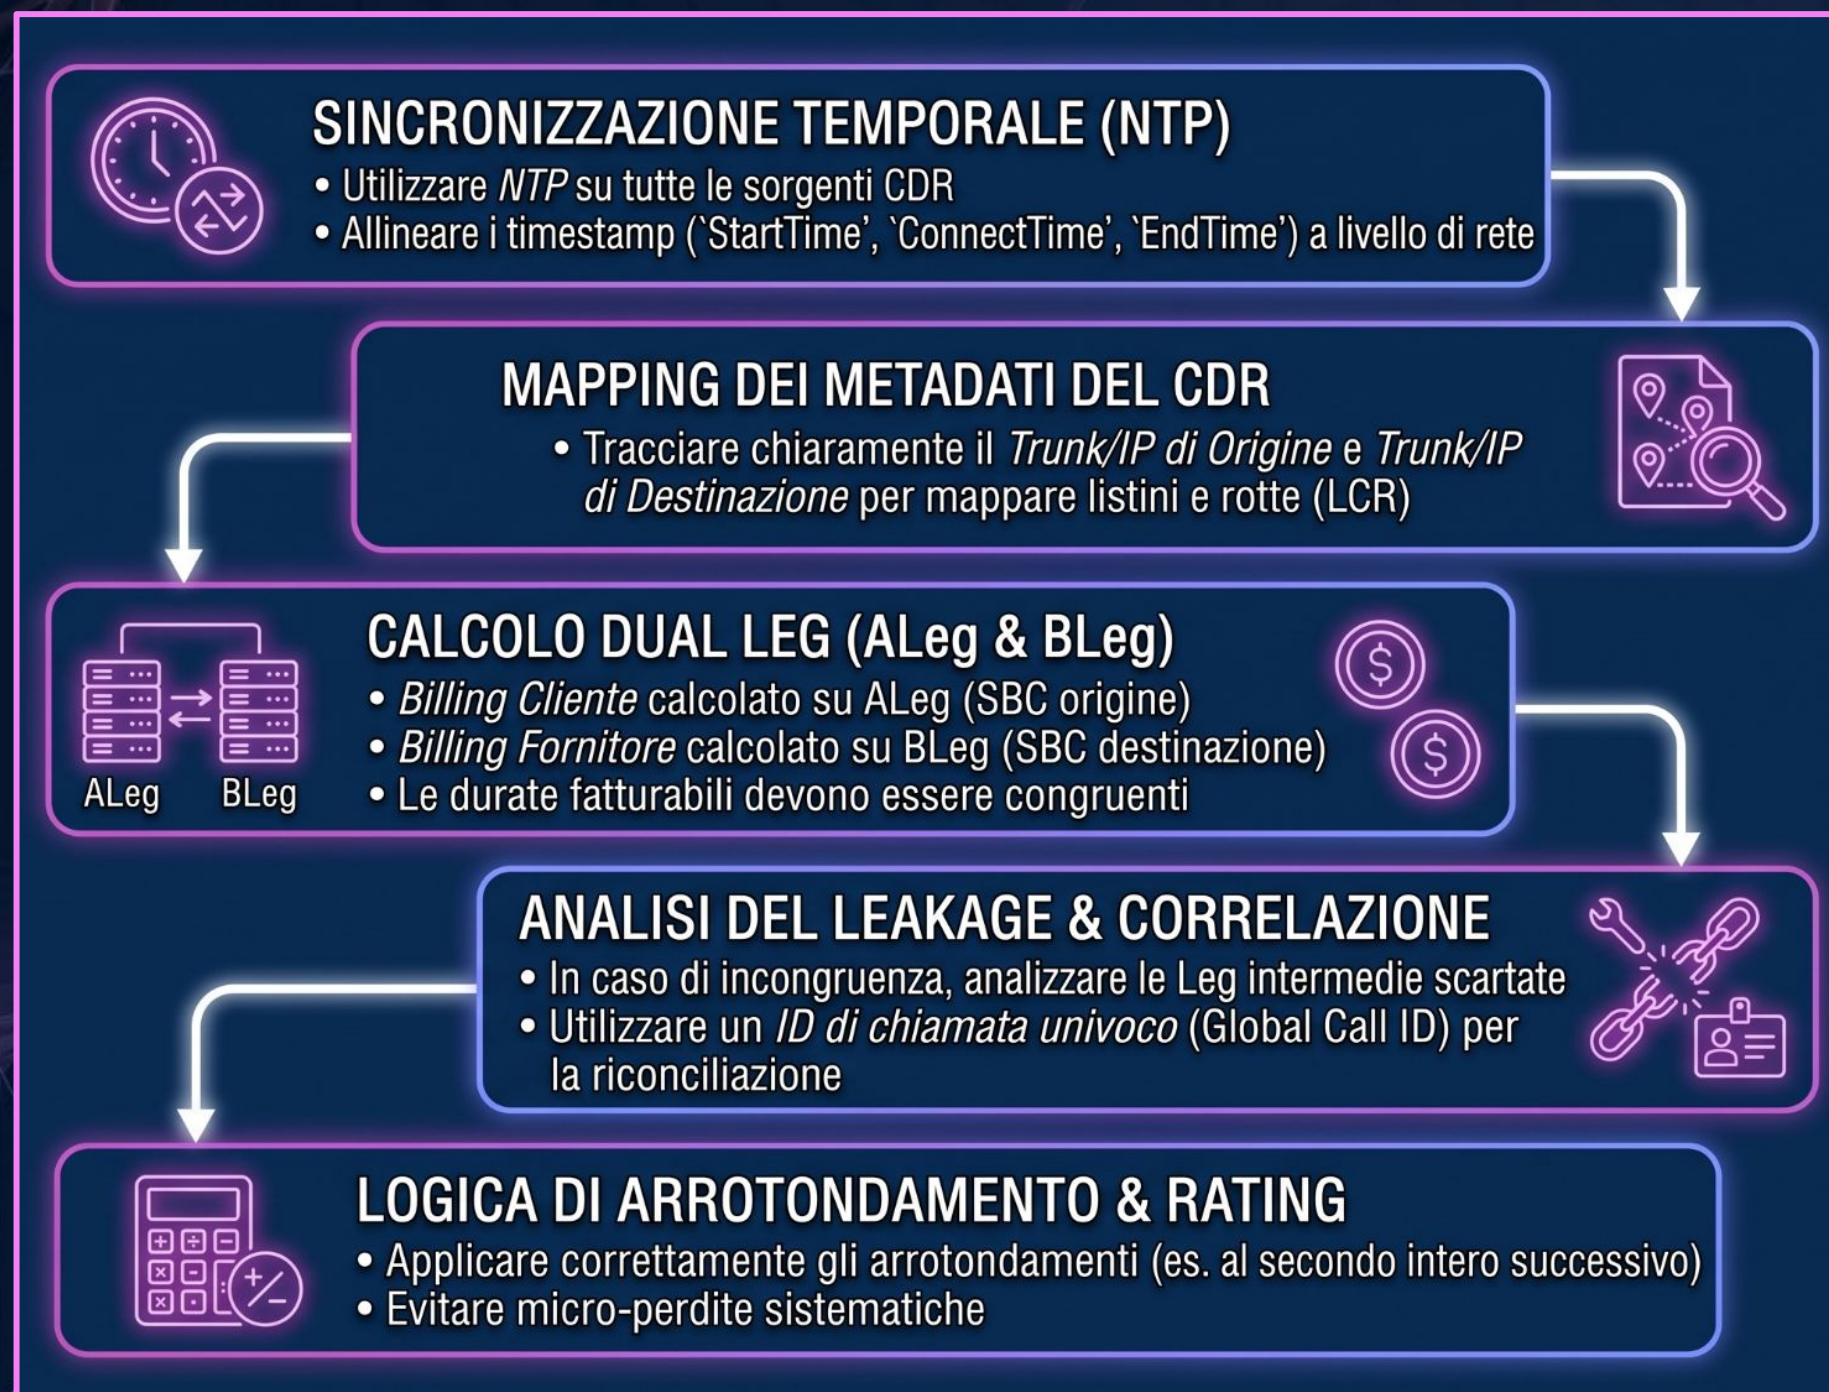 SINCRONIZZAZIONE TEMPORALE (NTP)
• Utilizzare NTP su tutte le sorgenti CDR
• Allineare i timestamp (`StartTime', `ConnectTime', `EndTime') a livello di rete
MAPPING DEI METADATI DEL CDR
• Tracciare chiaramente il Trunk/IP di Origine e Trunk/IP
di Destinazione per mappare listini e rotte (LCR)
CALCOLO DUAL LEG (ALeg & BLeg)
• Billing Cliente calcolato su ALeg (SBC origine)
• Billing Fornitore calcolato su BLeg (SBC destinazione)
• Le durate fatturabili devono essere congruenti
ALeg BLeg
$
$
ANALISI DEL LEAKAGE & CORRELAZIONE
• In caso di incongruenza, analizzare le Leg intermedie scartate
• Utilizzare un ID di chiamata univoco (Global Call ID) per
la riconciliazione
LOGICA DI ARROTONDAMENTO & RATING
• Applicare correttamente gli arrotondamenti (es. al secondo intero successivo)
• Evitare micro-perdite sistematiche